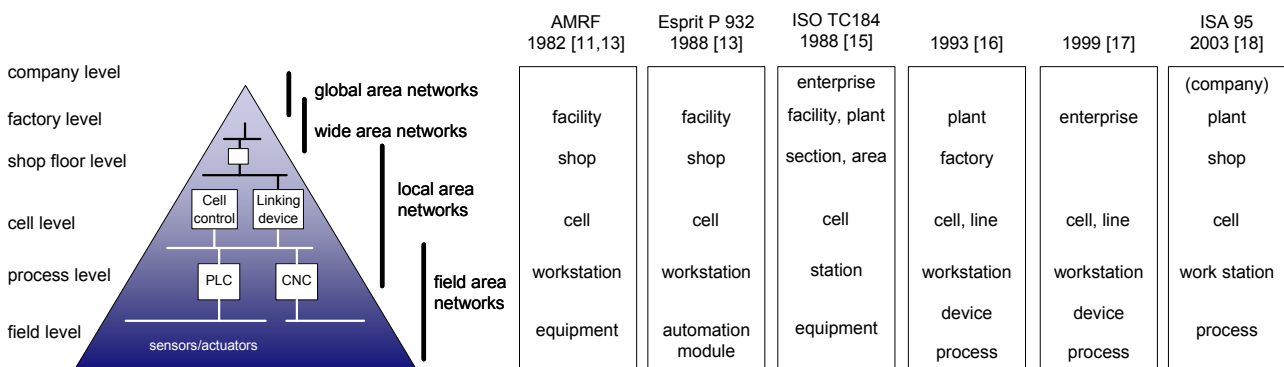 company level
factory level
shop floor level
cell level
process level
field level
Cell
control
Linking
device
PLC
CNC
sensors/actuators
global area networks
wide area networks
local area
networks
field area
networks
AMRF
1982 [11,13]
facility
shop
cell
workstation
equipment
Esprit P 932
1988 [13]
facility
shop
cell
workstation
automation
module
ISO TC184
1988 [15]
enterprise
facility, plant
section, area
cell
station
equipment
1993 [16]
plant
factory
cell, line
workstation
device
process
1999 [17]
enterprise
cell, line
workstation
device
process
ISA 95
2003 [18]
(company)
plant
shop
cell
work station
process